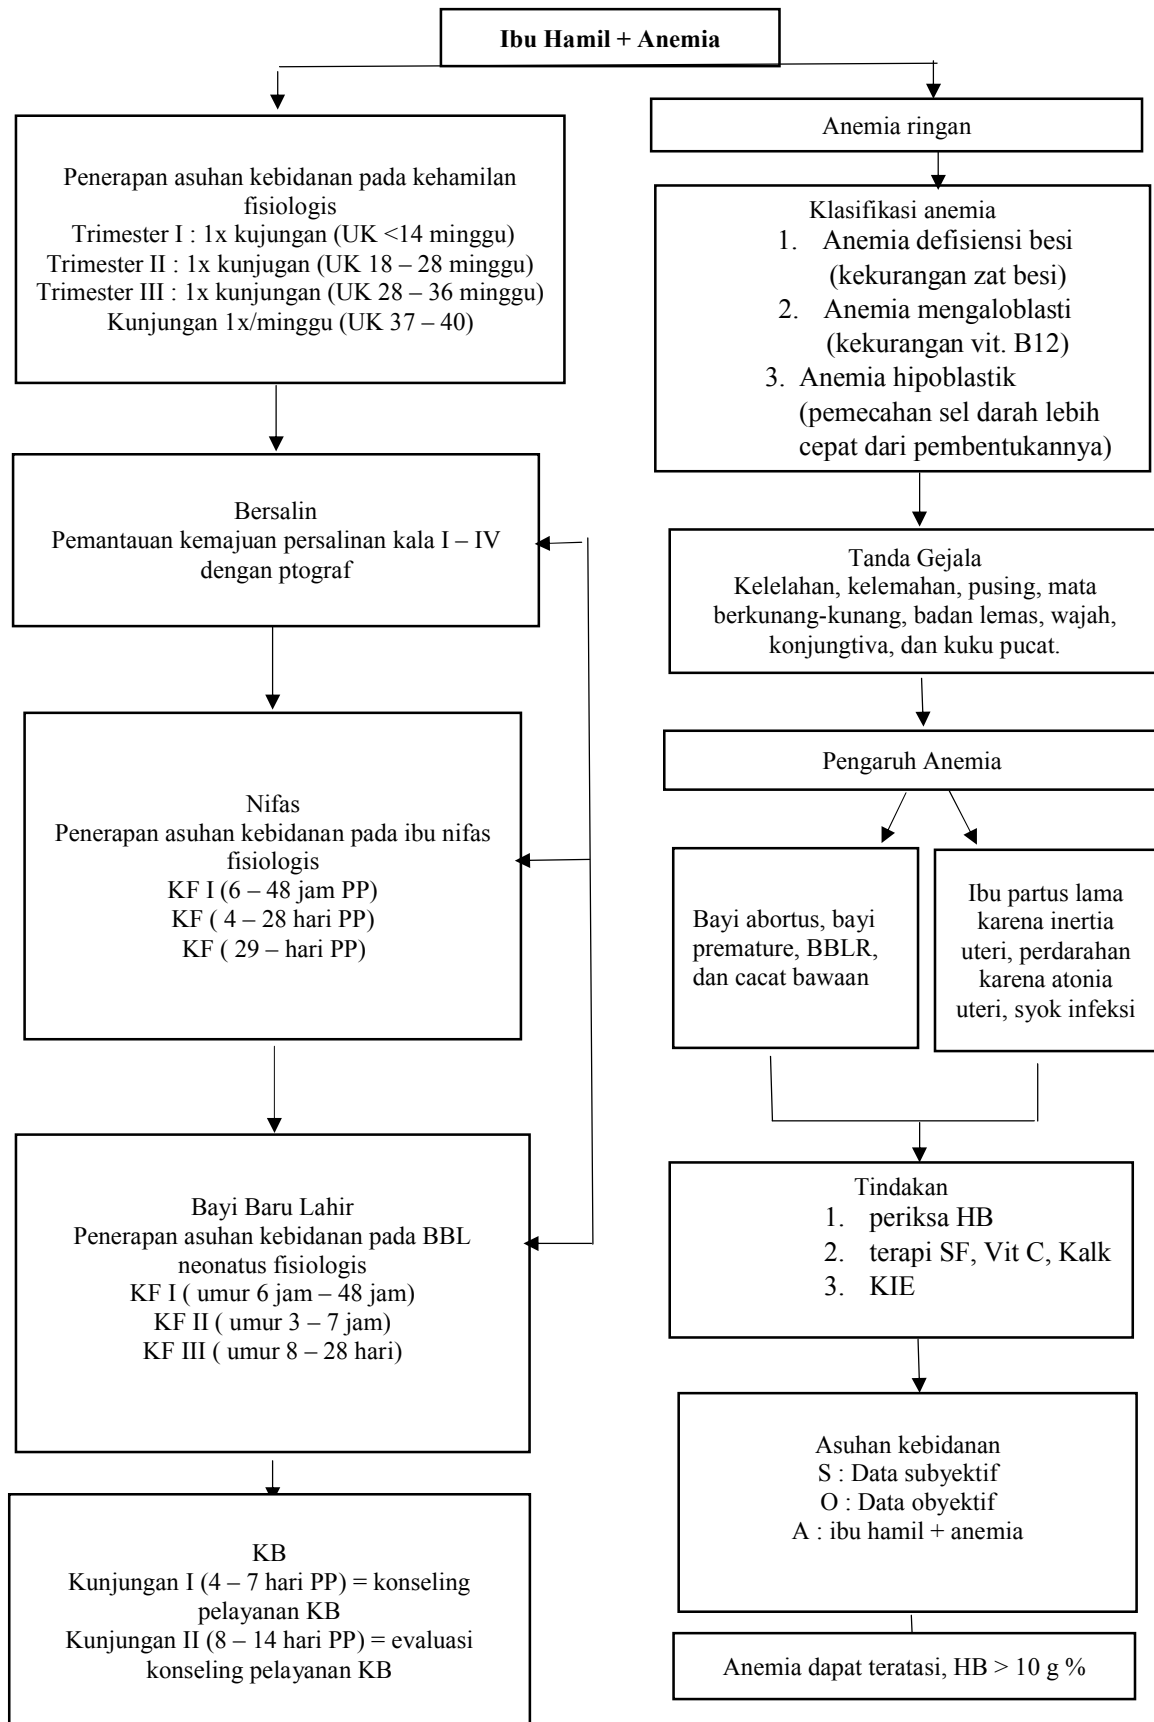 Ibu Hamil + Anemia
Penerapan asuhan kebidanan pada kehamilan
fisiologis
Trimester I : 1x kujungan (UK <14 minggu)
Trimester II : 1x kunjugan (UK 18 – 28 minggu)
Trimester III : 1x kunjungan (UK 28 – 36 minggu)
Kunjungan 1x/minggu (UK 37 – 40)
Bersalin
Pemantauan kemajuan persalinan kala I – IV
dengan ptograf
Nifas
Penerapan asuhan kebidanan pada ibu nifas
fisiologis
KF I (6 – 48 jam PP)
KF ( 4 – 28 hari PP)
KF ( 29 – hari PP)
Bayi Baru Lahir
Penerapan asuhan kebidanan pada BBL
neonatus fisiologis
KF I ( umur 6 jam – 48 jam)
KF II ( umur 3 – 7 jam)
KF III ( umur 8 – 28 hari)
KB
Kunjungan I (4 – 7 hari PP) = konseling
pelayanan KB
Kunjungan II (8 – 14 hari PP) = evaluasi
konseling pelayanan KB
Anemia ringan
Klasifikasi anemia
1. Anemia defisiensi besi
(kekurangan zat besi)
2. Anemia mengaloblasti
(kekurangan vit. B12)
3. Anemia hipoblastik
(pemecahan sel darah lebih
cepat dari pembentukannya)
Tanda Gejala
Kelelahan, kelemahan, pusing, mata
berkunang-kunang, badan lemas, wajah,
konjungtiva, dan kuku pucat.
Pengaruh Anemia
Bayi abortus, bayi
premature, BBLR,
dan cacat bawaan
Ibu partus lama
karena inertia
uteri, perdarahan
karena atonia
uteri, syok infeksi
Tindakan
1. periksa HB
2. terapi SF, Vit C, Kalk
3. KIE
Asuhan kebidanan
S : Data subyektif
O : Data obyektif
A : ibu hamil + anemia
Anemia dapat teratasi, HB > 10 g %